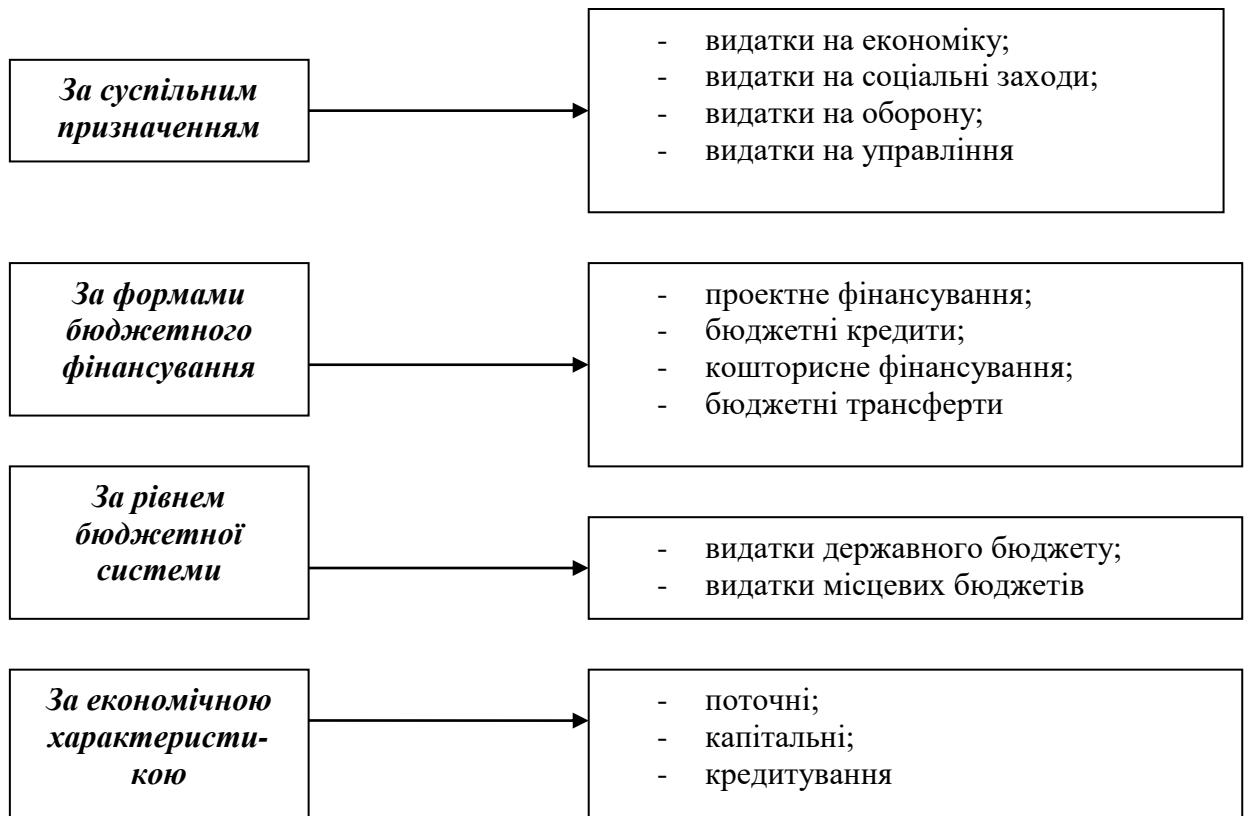 За суспільним
призначенням
- видатки на економіку;
- видатки на соціальні заходи;
- видатки на оборону;
- видатки на управління
За формами
бюджетного
фінансування
- проектне фінансування;
- бюджетні кредити;
- кошторисне фінансування;
- бюджетні трансферти
За рівнем
бюджетної
системи
- видатки державного бюджету;
- видатки місцевих бюджетів
За економічною
характеристи-
кою
- поточні;
- капітальні;
- кредитування